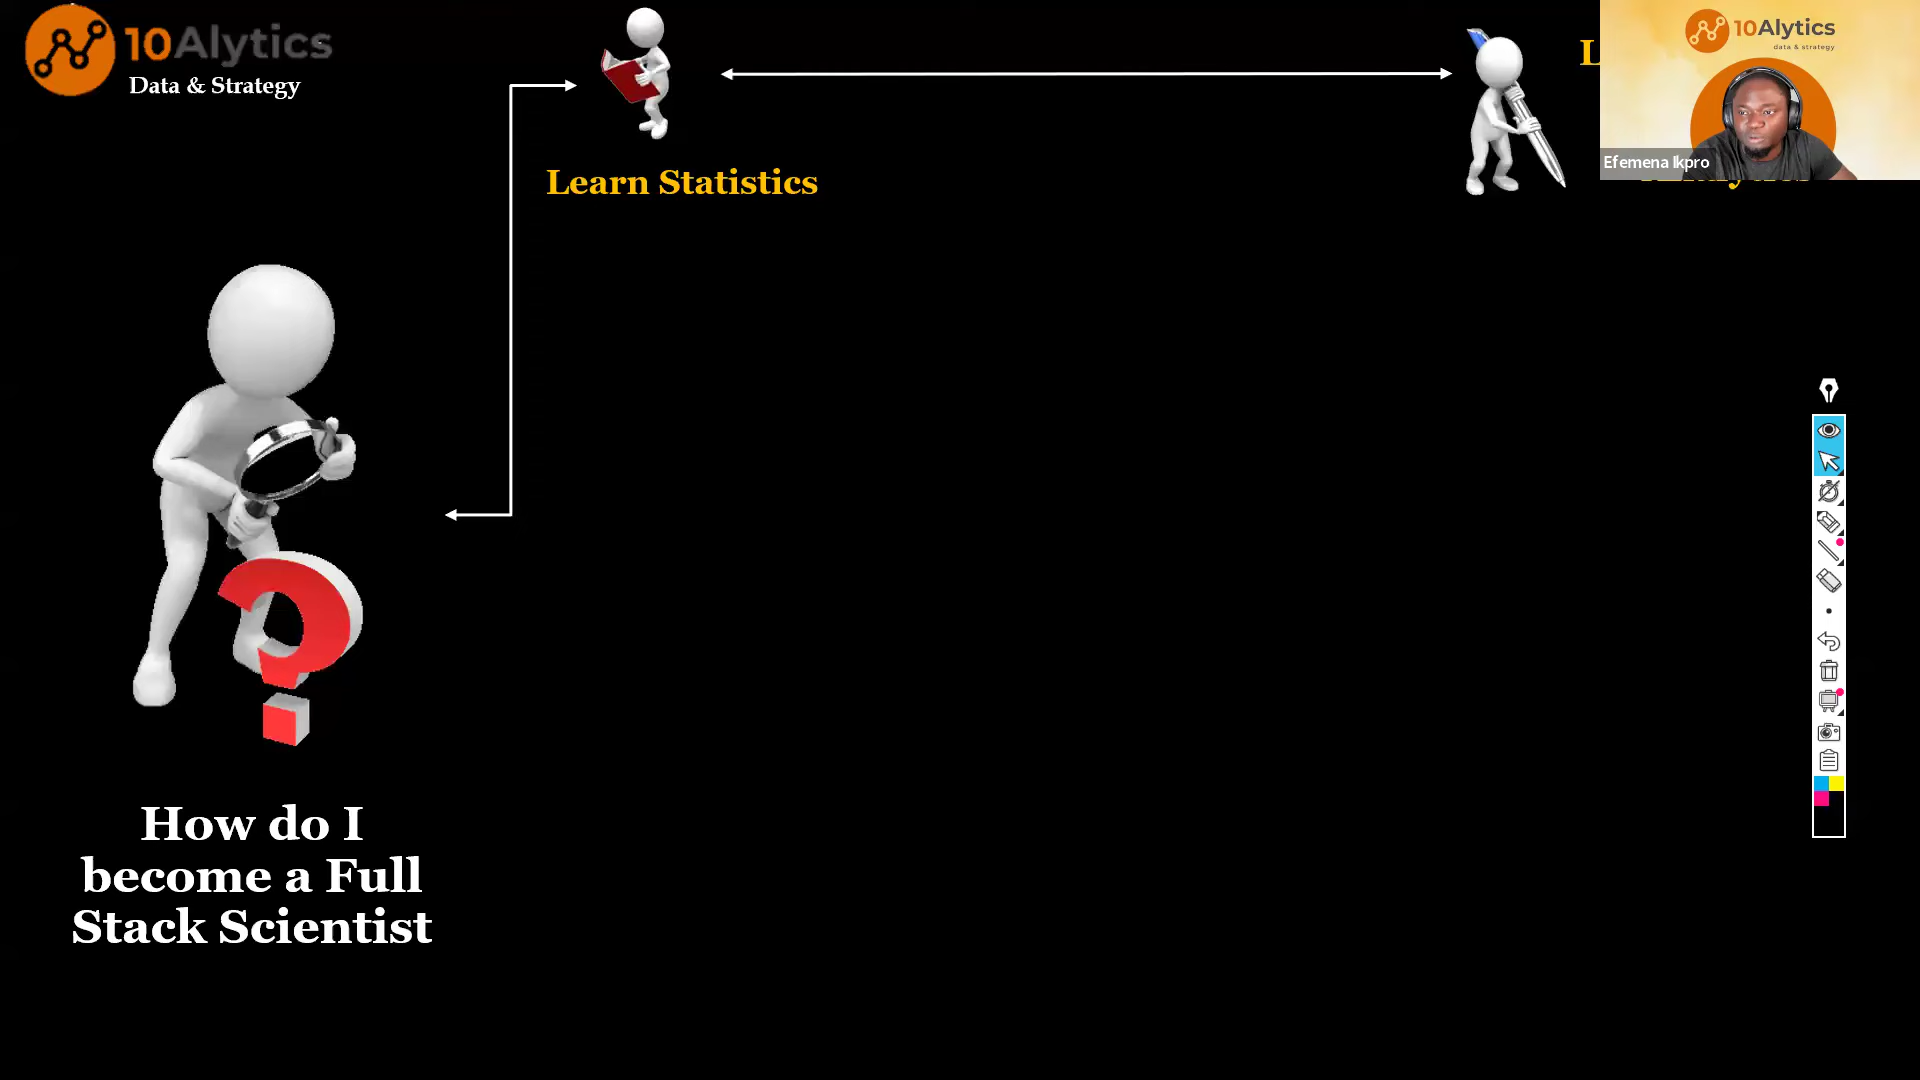 10Alytics
Data & Strategy
Learn Statistics
10Alytics
data & strategy
Efemena Ikpro
How do I
become a Full
Stack Scientist